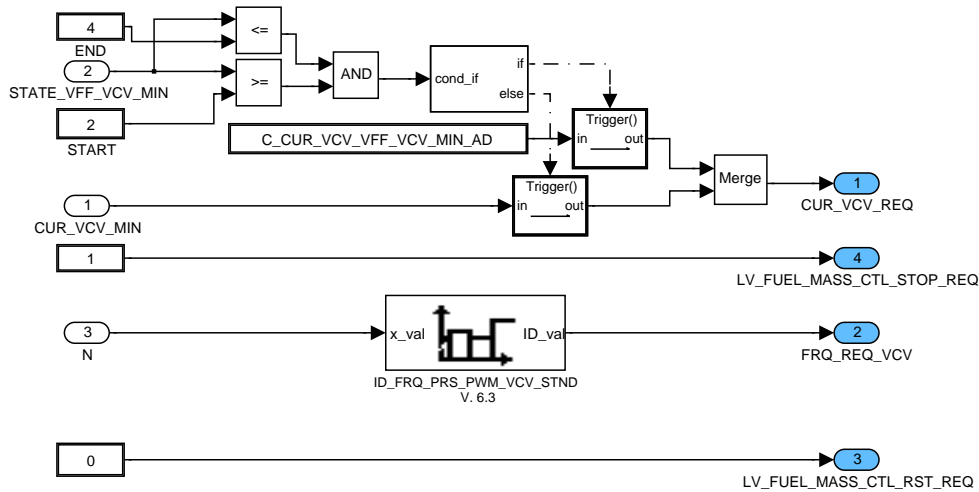 4
<=
END
2
STATE_VFF_VCV_MIN
>=
AND
cond_if
if
else
2
START
C_CUR_VCV_VFF_VCV_MIN_AD
Trigger()
in
out
Trigger()
in
out
Merge
1
CUR_VCV_REQ
1
CUR_VCV_MIN
1
4
LV_FUEL_MASS_CTL_STOP_REQ
3
N
x_val
ID_val
ID_FRQ_PRS_PWM_VCV_STND
V. 6.3
2
FRQ_REQ_VCV
0
3
LV_FUEL_MASS_CTL_RST_REQ